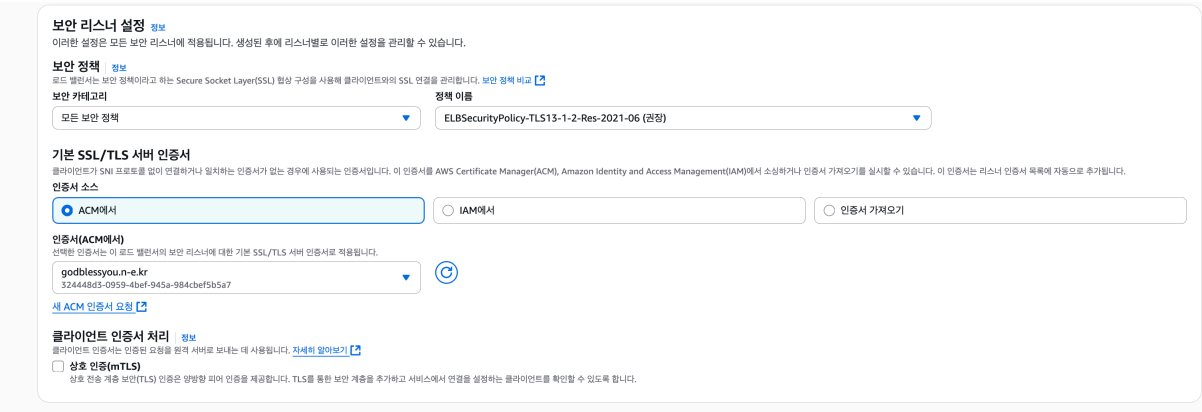 보안 리스너 설정 정보
이러한 설정은 모든 보안 리스너에 적용됩니다. 생성된 후에 리스너별로 이러한 설정을 관리할 수 있습니다.
보안 정책 정보
로드 밸런서는 보안 정책이라고 하는 Secure Socket Layer(SSL) 협상 구성을 사용해 클라이언트와의 SSL 연결을 관리합니다. 보안 정책 비교
보안 카테고리
정책 이름
모든 보안 정책
ELBSecurityPolicy-TLS13-1-2-Res-2021-06 (권장)
기본 SSL/TLS 서버 인증서
클라이언트가 SNI 프로토콜 없이 연결하거나 일치하는 인증서가 없는 경우에 사용되는 인증서입니다. 이 인증서를 AWS Certificate Manager(ACM), Amazon Identity and Access Management(IAM)에서 소싱하거나 인증서 가져오기를 실시할 수 있습니다. 이 인증서는 리스너 인증서 목록에 자동으로 추가됩니다.
인증서 소스
ACM에서
IAM에서
인증서 가져오기
인증서(ACM에서)
선택한 인증서는 이 로드 밸런서의 보안 리스너에 대한 기본 SSL/TLS 서버 인증서로 적용됩니다.
godblessyou.n-e.kr
324448d3-0959-4bef-945a-984cbef5b5a7
새 ACM 인증서 요청
클라이언트 인증서 처리 정보
클라이언트 인증서는 인증된 요청을 원격 서버로 보내는 데 사용됩니다. 자세히 알아보기
상호 인증(mTLS)
상호 전송 계층 보안(TLS) 인증은 양방향 피어 인증을 제공합니다. TLS를 통한 보안 계층을 추가하고 서비스에서 연결을 설정하는 클라이언트를 확인할 수 있도록 합니다.